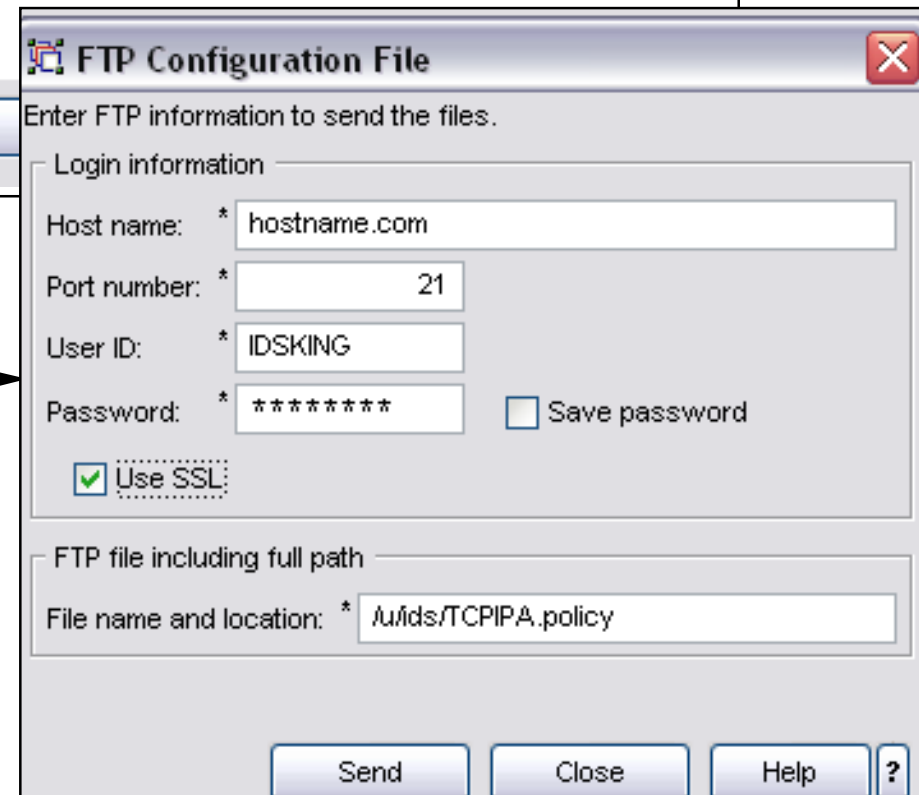 FTP Configuration File
Enter FTP information to send the files.
Login information
Host name: * hostname.com
Port number: * 21
User ID: * IDSKING
Password: * ******** Save password
Use SSL
FTP file including full path
File name and location: * /u/ids/TCPIPA.policy
Send Close Help ?